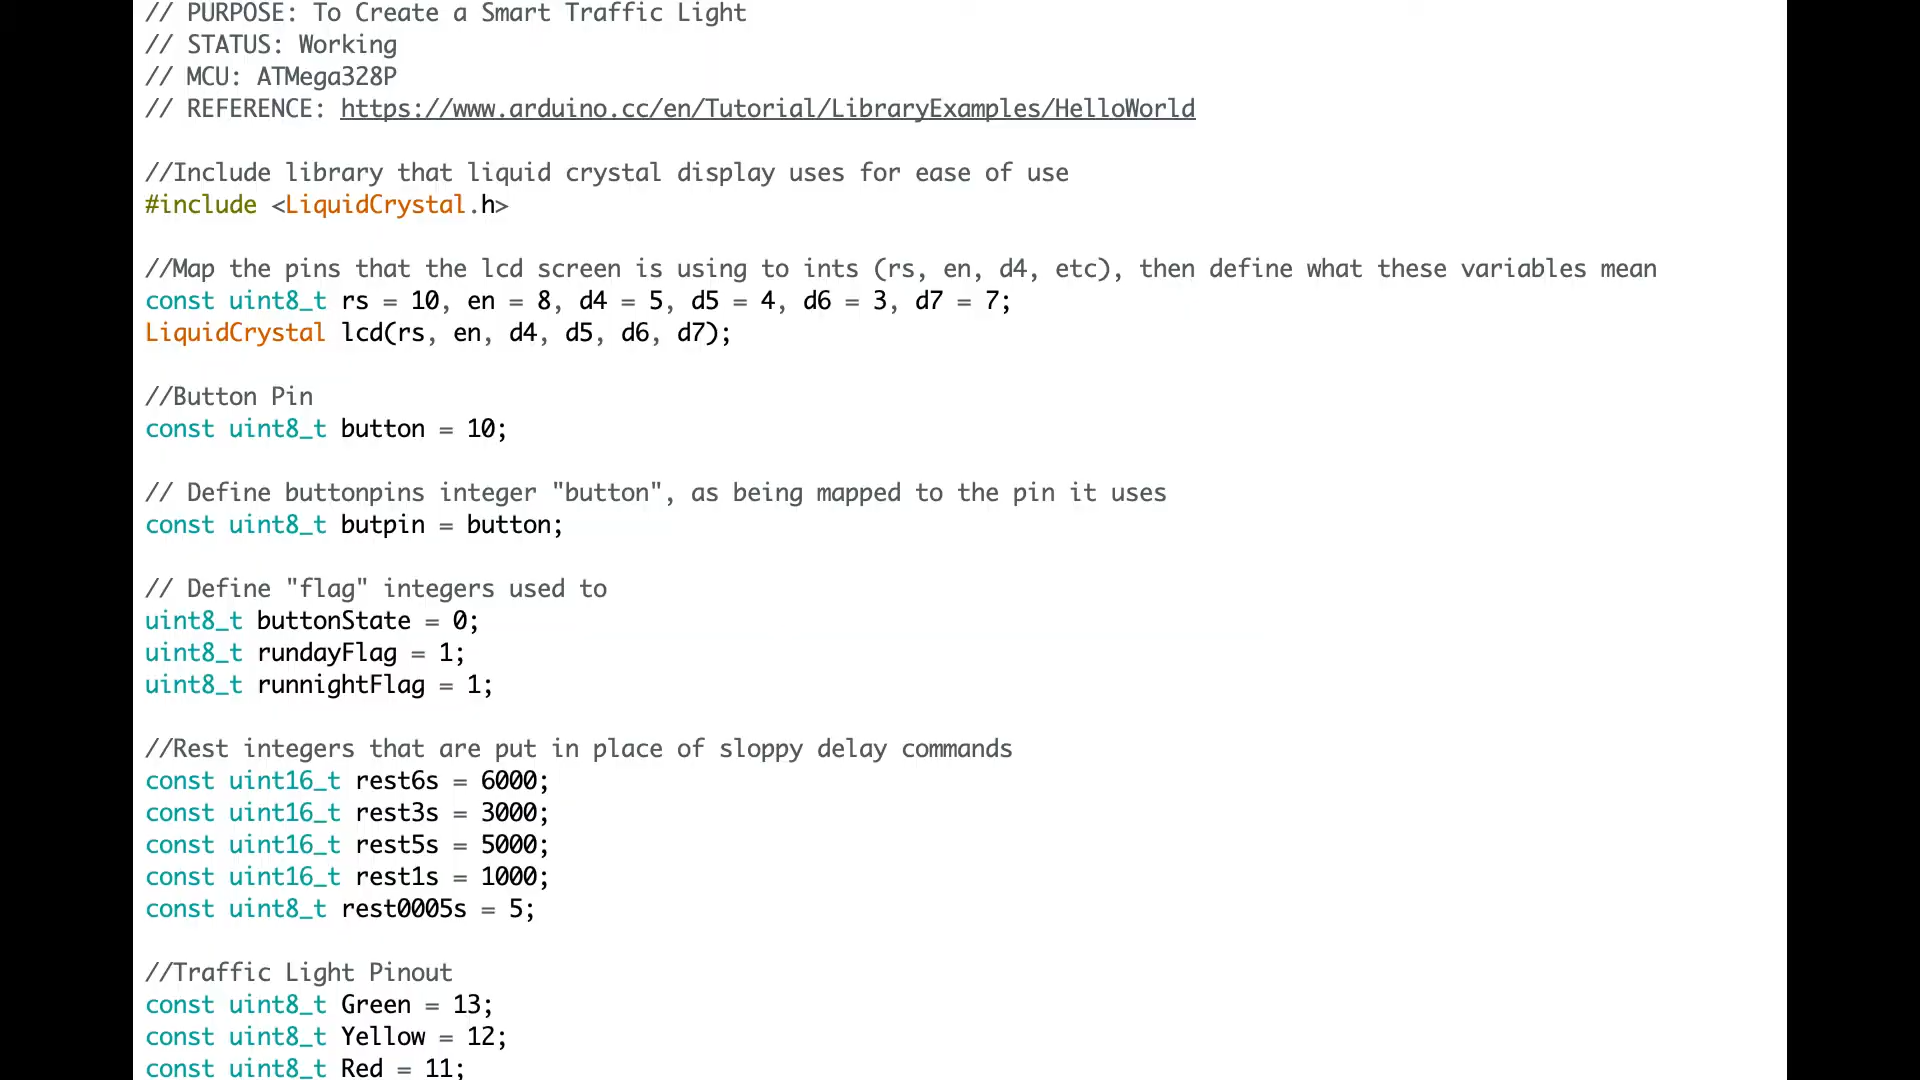 // PURPOSE: To Create a Smart Traffic Light
// STATUS: Working
// MCU: ATMega328P
// REFERENCE: https://www.arduino.cc/en/Tutorial/LibraryExamples/HelloWorld
//Include library that liquid crystal display uses for ease of use
#include <LiquidCrystal.h>
//Map the pins that the lcd screen is using to ints (rs, en, d4, etc), then define what these variables mean
const uint8_t rs = 10, en = 8, d4 = 5, d5 = 4, d6 = 3, d7 = 7;
LiquidCrystal lcd(rs, en, d4, d5, d6, d7);
//Button Pin
const uint8_t button = 10;
// Define buttonpins integer "button", as being mapped to the pin it uses
const uint8_t butpin = button;
// Define "flag" integers used to
uint8_t buttonState = 0;
uint8_t rundayFlag = 1;
uint8_t runnightFlag = 1;
//Rest integers that are put in place of sloppy delay commands
const uint16_t rest6s = 6000;
const uint16_t rest3s = 3000;
const uint16_t rest5s = 5000;
const uint16_t rest1s = 1000;
const uint8_t rest0005s = 5;
//Traffic Light Pinout
const uint8_t Green = 13;
const uint8_t Yellow = 12;
const uint8_t Red = 11;